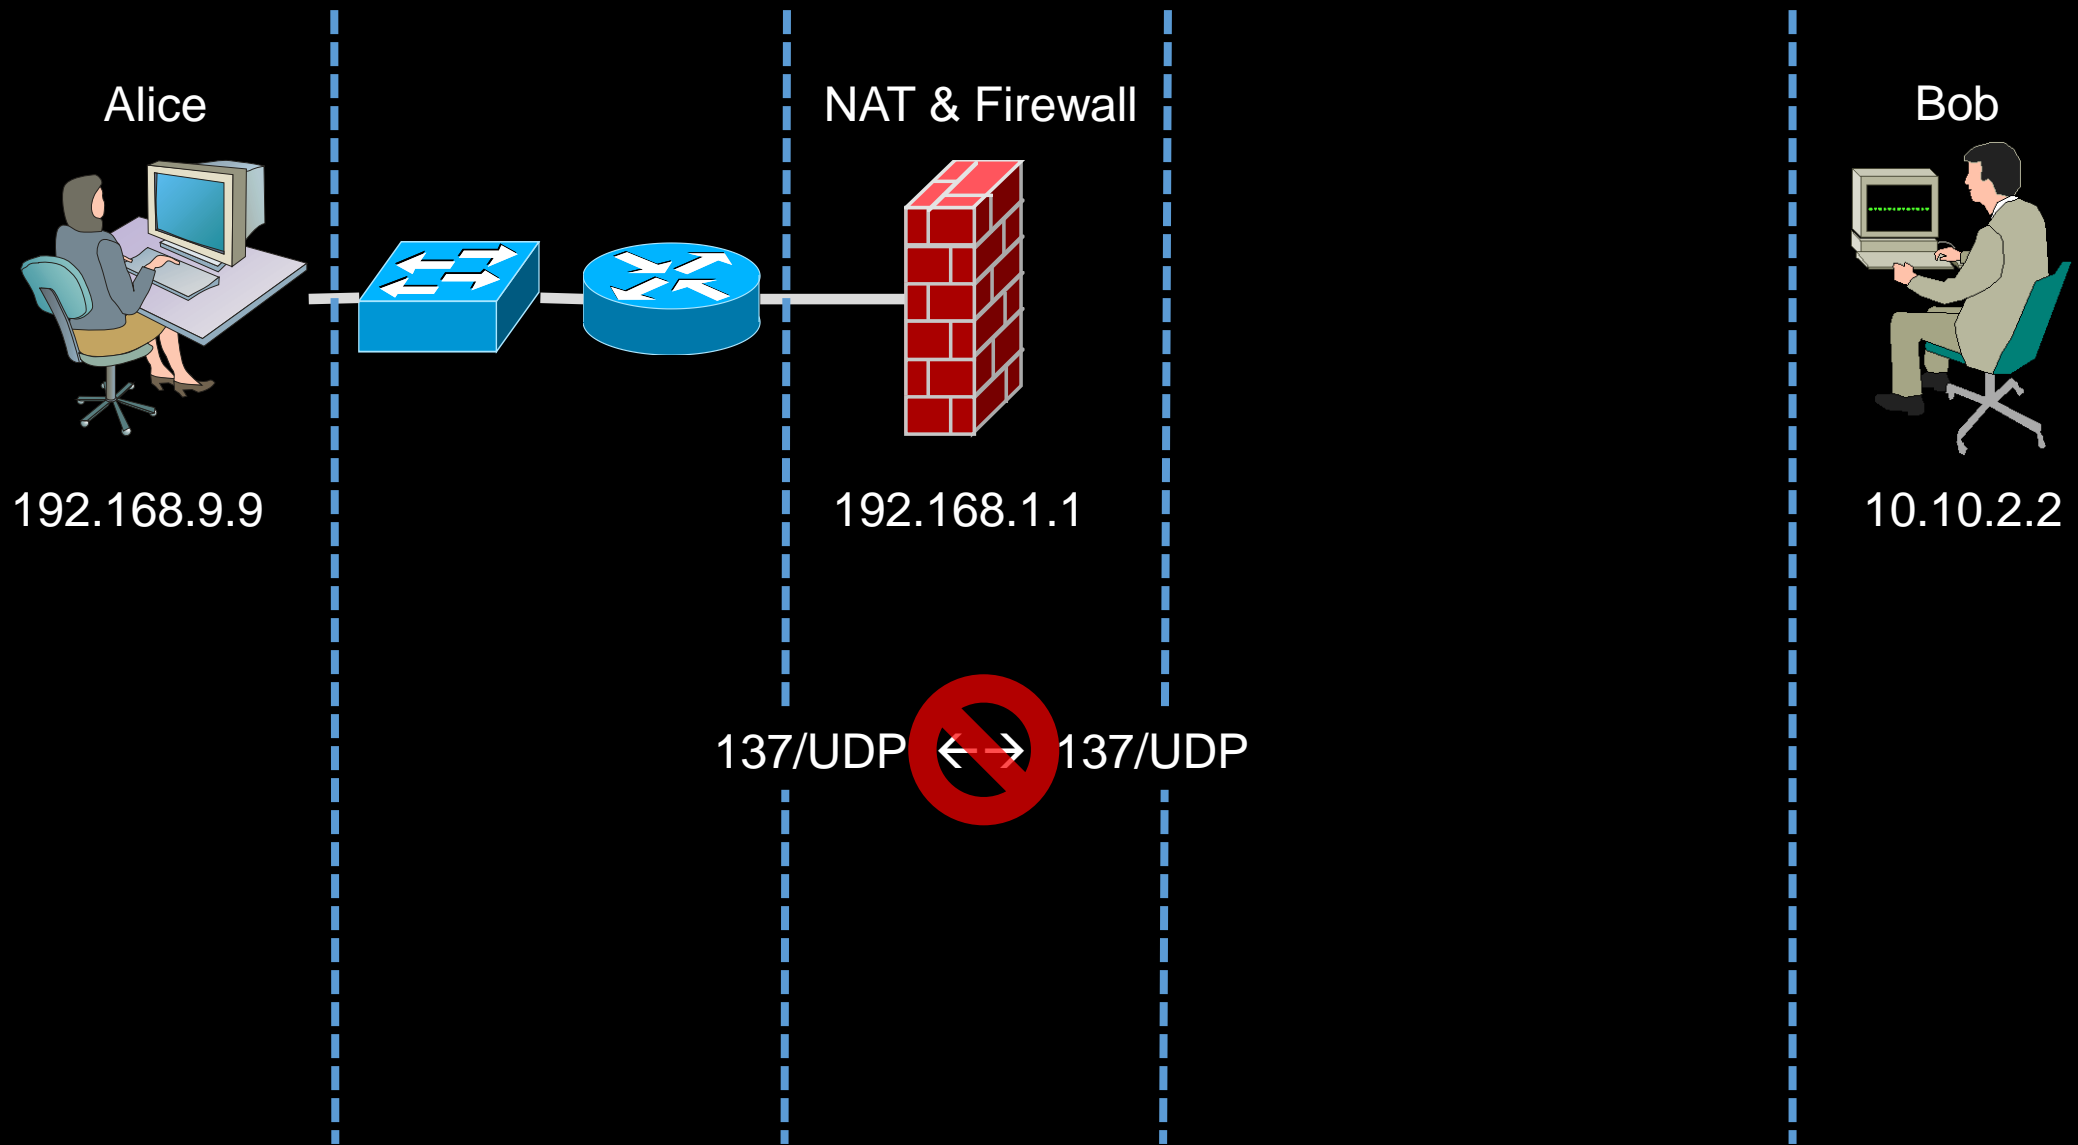 Alice
NAT & Firewall
Bob
192.168.9.9
192.168.1.1
10.10.2.2
137/UDP ←→ 137/UDP